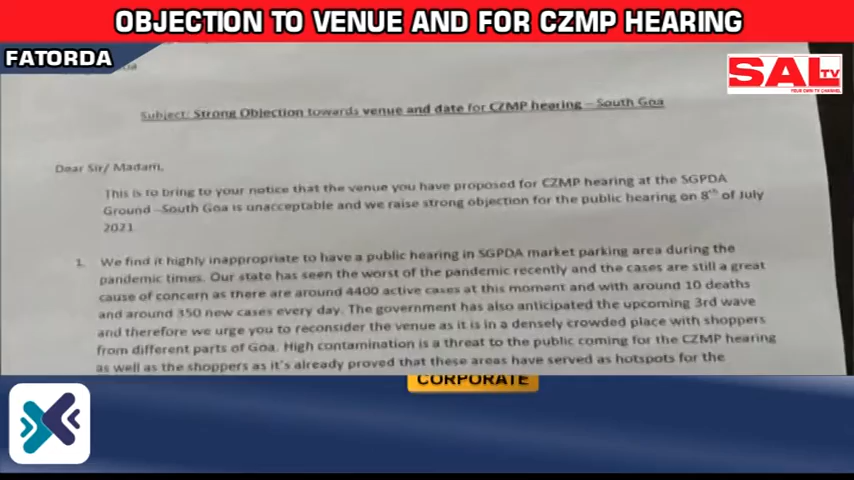 OBJECTION TO VENUE AND FOR CZMP HEARING
FATORDA
SAL TV
YOUR OWN TV CHANNEL
Subject: Strong Objection towards venue and date for CZMP hearing – South Goa
Dear Sir/ Madam,
This is to bring to your notice that the venue you have proposed for CZMP hearing at the SGPDA
Ground –South Goa is unacceptable and we raise strong objection for the public hearing on 8th of July
2021
1. We find it highly inappropriate to have a public hearing in SGPDA market parking area during the
pandemic times. Our state has seen the worst of the pandemic recently and the cases are still a great
cause of concern as there are around 4400 active cases at this moment and with around 10 deaths
and around 350 new cases every day. The government has also anticipated the upcoming 3rd wave
and therefore we urge you to reconsider the venue as it is in a densely crowded place with shoppers
from different parts of Goa. High contamination is a threat to the public coming for the CZMP hearing
as well as the shoppers as it's already proved that these areas have served as hotspots for the
CORPORATE